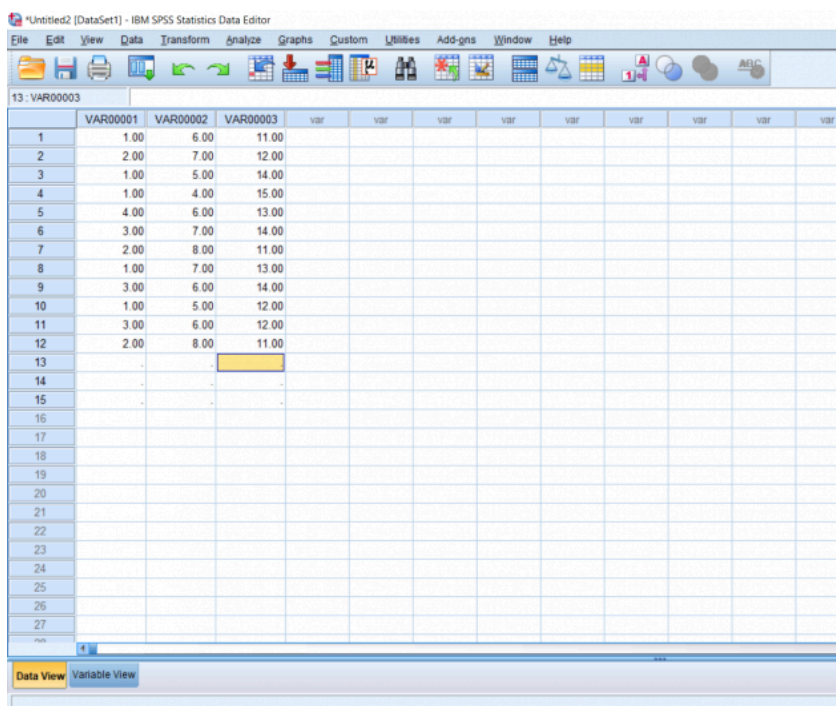 *Untitled2 [DataSet1] - IBM SPSS Statistics Data Editor
File Edit View Data Transform Analyze Graphs Custom Utilities Add-ons Window Help
13 : VAR00003
VAR00001 VAR00002 VAR00003 var var var var var var var var var
1 1.00 6.00 11.00
2 2.00 7.00 12.00
3 1.00 5.00 14.00
4 1.00 4.00 15.00
5 4.00 6.00 13.00
6 3.00 7.00 14.00
7 2.00 8.00 11.00
8 1.00 7.00 13.00
9 3.00 6.00 14.00
10 1.00 5.00 12.00
11 3.00 6.00 12.00
12 2.00 8.00 11.00
13 . . .
14 . . .
15 . . .
16
17
18
19
20
21
22
23
24
25
26
27
Data View Variable View